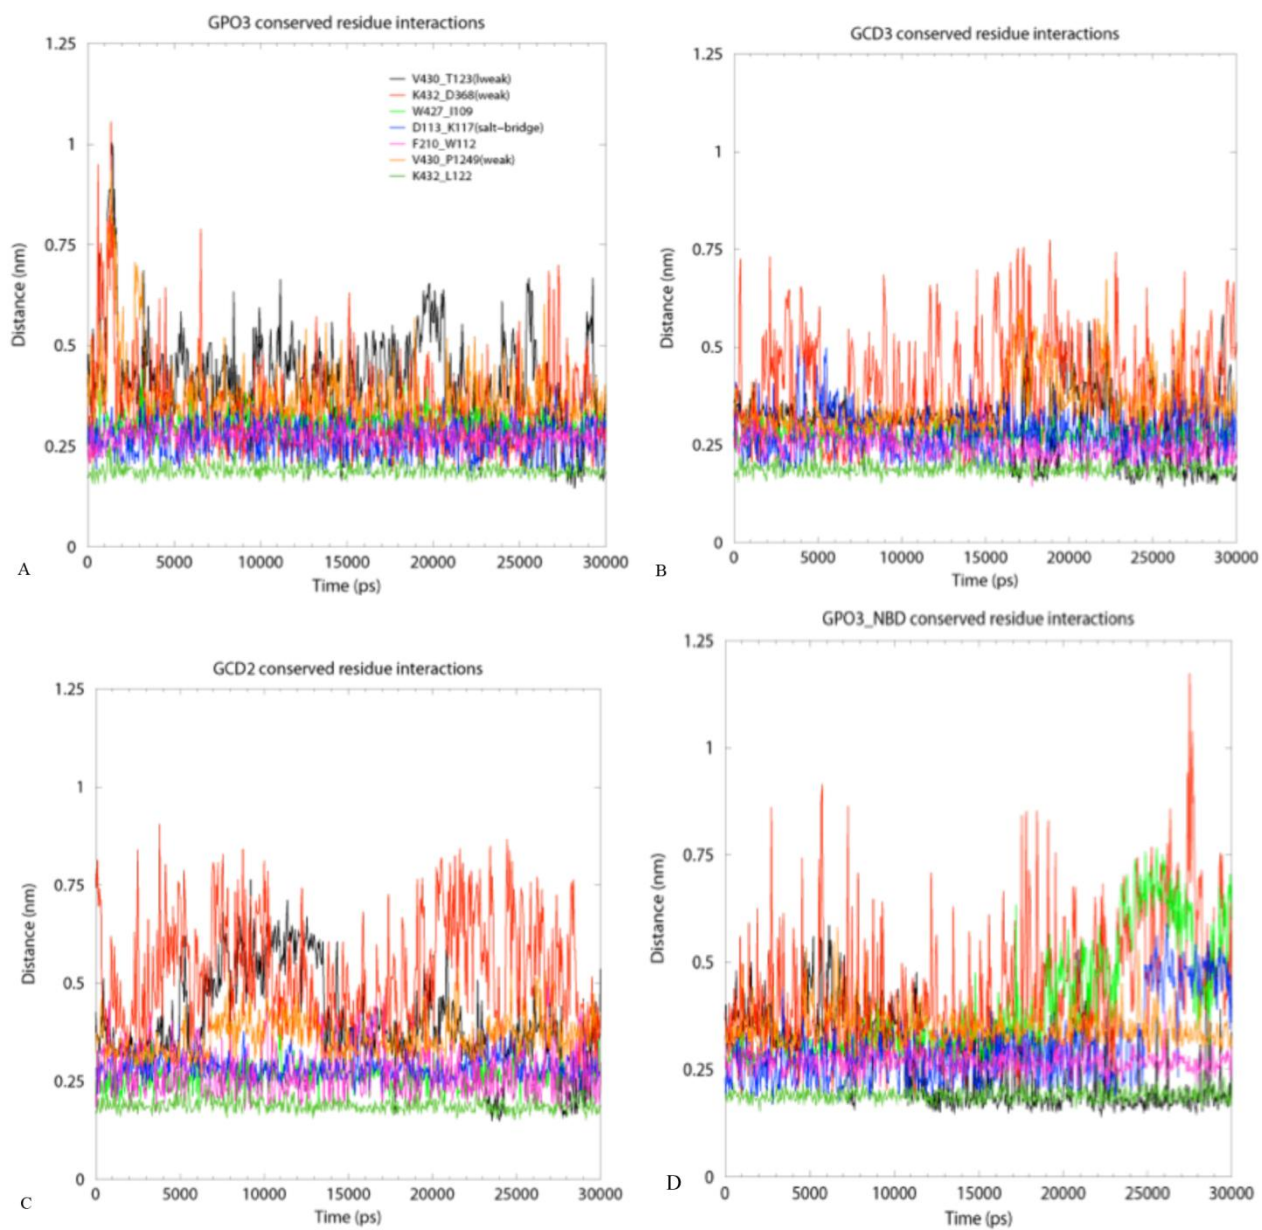 GPO3 conserved residue interactions
1.25
1
0.75
0.5
0.25
0
Distance (nm)
V430_T123(lweak)
K432_D368(weak)
W427_I109
D113_K117(salt-bridge)
F210_W112
V430_P1249(weak)
K432_L122
0 5000 10000 15000 20000 25000 30000
Time (ps)
A
GCD3 conserved residue interactions
1.25
1
0.75
0.5
0.25
0
Distance (nm)
0 5000 10000 15000 20000 25000 30000
Time (ps)
B
GCD2 conserved residue interactions
1.25
1
0.75
0.5
0.25
0
Distance (nm)
0 5000 10000 15000 20000 25000 30000
Time (ps)
C
GPO3_NBD conserved residue interactions
1.25
1
0.75
0.5
0.25
0
Distance (nm)
0 5000 10000 15000 20000 25000 30000
Time (ps)
D